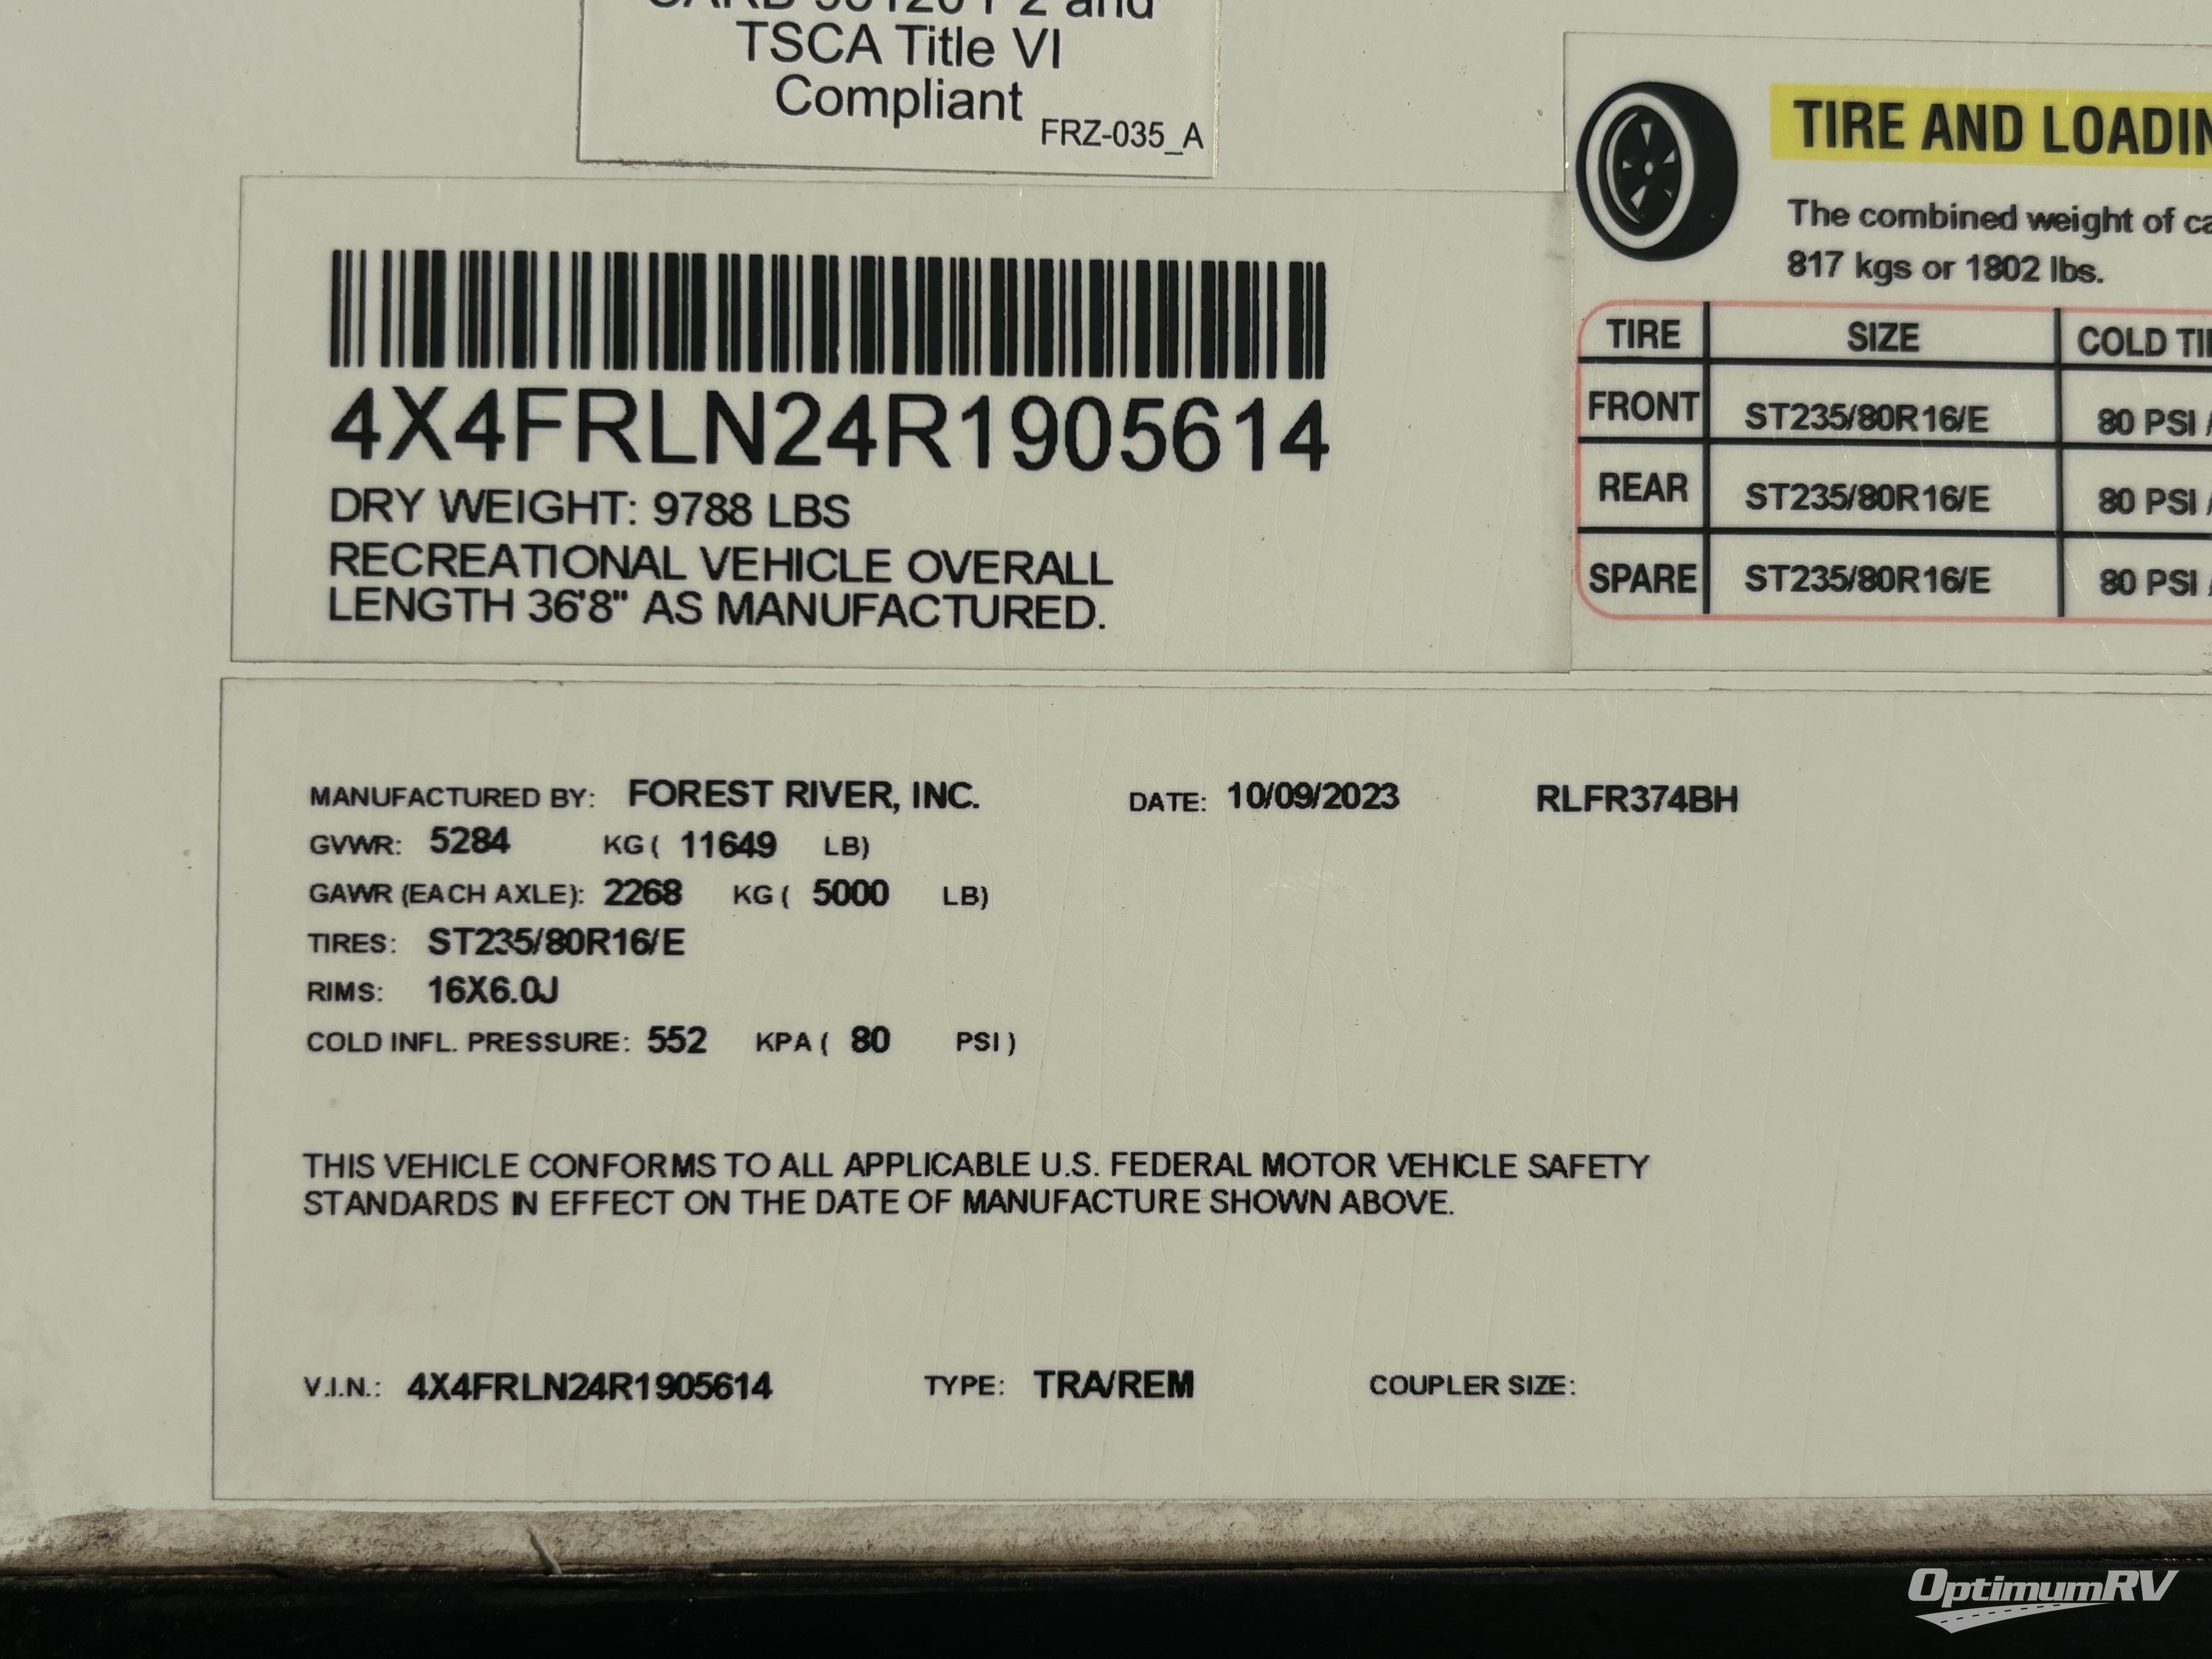 TSCA Title VI
Compliant
FRZ-035_A
4X4FRLN24R1905614
DRY WEIGHT: 9788 LBS
RECREATIONAL VEHICLE OVERALL
LENGTH 36'8" AS MANUFACTURED.
TIRE AND
The combined weight of
817 kgs or 1802 lbs.
TIRE SIZE COLD
FRONT ST235/80R16/E 80 PSI /
REAR ST235/80R16/E 80 PSI /
SPARE ST235/80R16/E 80 PSI /
MANUFACTURED BY: FOREST RIVER, INC. DATE: 10/09/2023 RLFR374BH
GVWR: 5284 KG ( 11649 LB)
GAWR (EACH AXLE): 2268 KG ( 5000 LB)
TIRES: ST235/80R16/E
RIMS: 16X6.0J
COLD INFL. PRESSURE: 552 KPA ( 80 PSI )
THIS VEHICLE CONFORMS TO ALL APPLICABLE U.S. FEDERAL MOTOR VEHICLE SAFETY
STANDARDS IN EFFECT ON THE DATE OF MANUFACTURE SHOWN ABOVE.
V.I.N.: 4X4FRLN24R1905614 TYPE: TRA/REM COUPLER SIZE:
OptimumRV